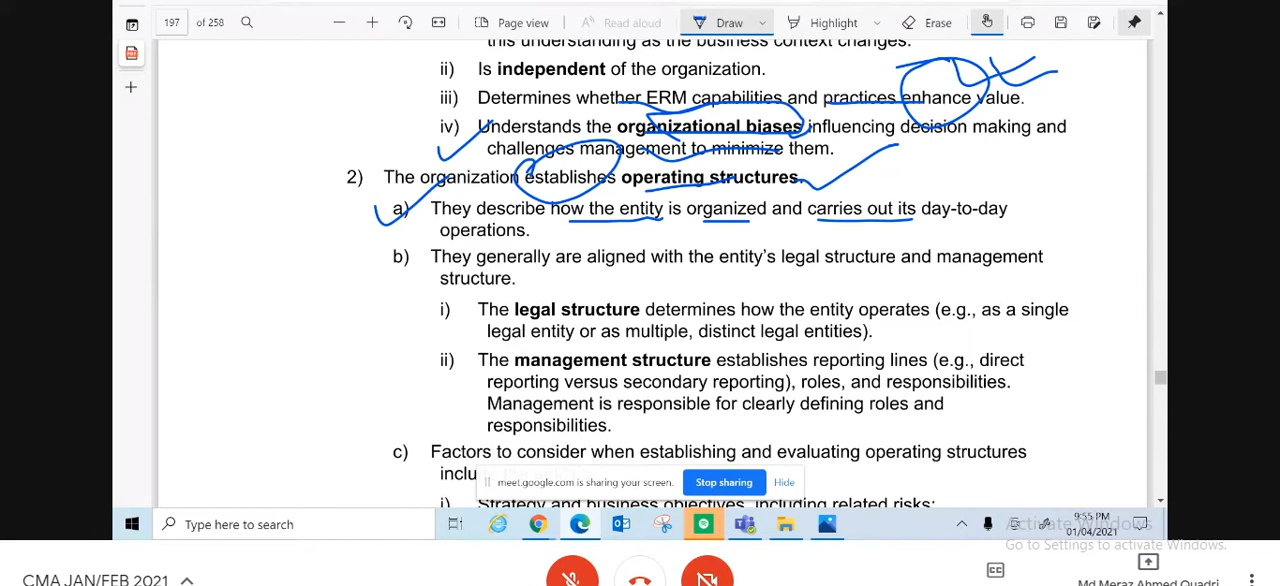 197 of 258 Page view Read aloud Draw Highlight Erase
this understanding as the business context changes.
ii) Is independent of the organization.
iii) Determines whether ERM capabilities and practices enhance value.
iv) Understands the organizational biases influencing decision making and
challenges management to minimize them.
2) The organization establishes operating structures.
a) They describe how the entity is organized and carries out its day-to-day
operations.
b) They generally are aligned with the entity's legal structure and management
structure.
i) The legal structure determines how the entity operates (e.g., as a single
legal entity or as multiple, distinct legal entities).
ii) The management structure establishes reporting lines (e.g., direct
reporting versus secondary reporting), roles, and responsibilities.
Management is responsible for clearly defining roles and
responsibilities.
c) Factors to consider when establishing and evaluating operating structures
inclu
meet.google.com is sharing your screen. Stop sharing Hide
i) Strategy and business objectives, including related risks;
Type here to search
9:55 PM
Activate Windows
01/04/2021
Go to Settings to activate Windows.
CMA JAN/FEB 2021
Md Meraz Ahmed Quadri